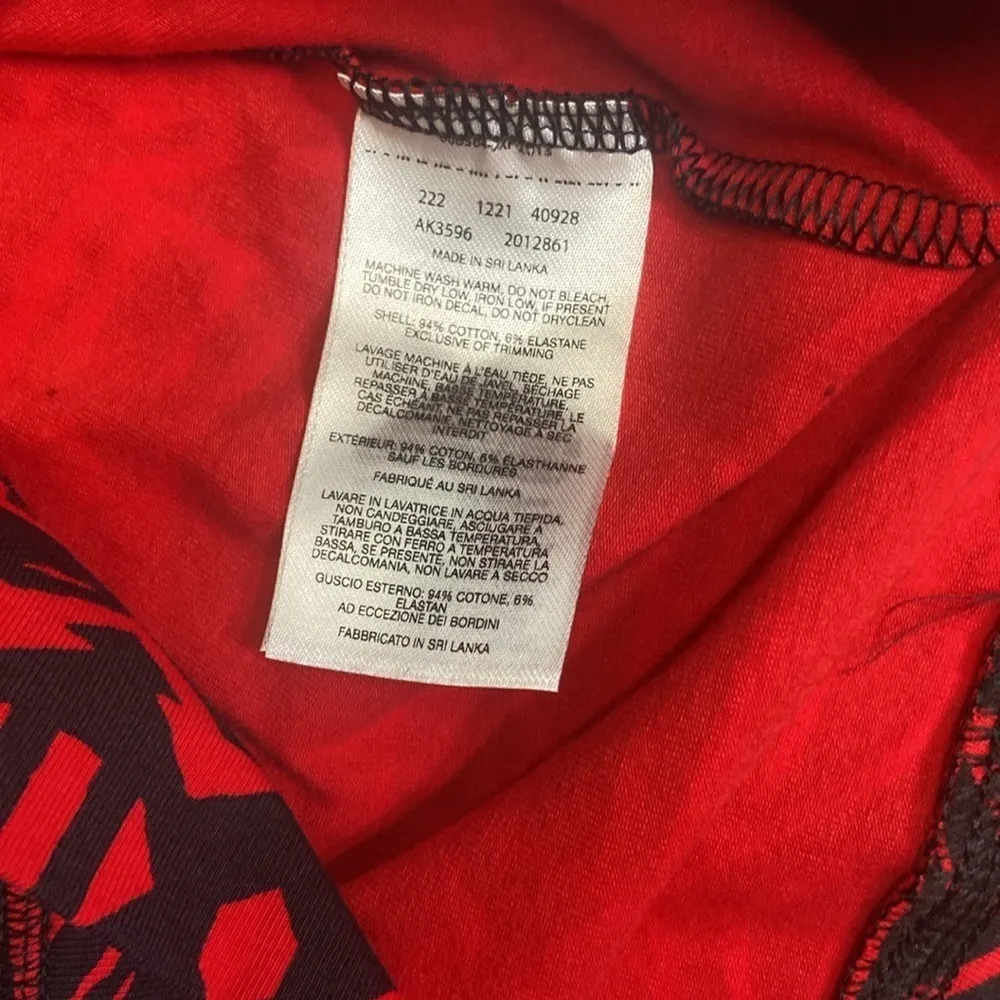 222 1221 40928
AK3596 2012861
MADE IN SRI LANKA
MACHINE WASH WARM, DO NOT BLEACH,
TUMBLE DRY LOW, IRON LOW, IF PRESENT
DO NOT IRON DECAL, DO NOT DRYCLEAN
SHELL: 94% COTTON, 6% ELASTANE
EXCLUSIVE OF TRIMMING
LAVAGE MACHINE À L'EAU TIÈDE, NE PAS
UTILISER D'EAU DE JAVEL, SÉCHAGE
MACHINE, BASSE TEMPÉRATURE,
REPASSER À BASSE TEMPÉRATURE, LE
CAS ÉCHÉANT, NE PAS REPASSER LA
DÉCALCOMANIE, NETTOYAGE À SEC
INTERDIT
EXTÉRIEUR: 94% COTON, 6% ÉLASTHANNE
SAUF LES BORDURES
FABRIQUÉ AU SRI LANKA
LAVARE IN LAVATRICE IN ACQUA TIEPIDA,
NON CANDEGGIARE, ASCIUGARE A
TAMBURO A BASSA TEMPERATURA,
STIRARE CON FERRO A TEMPERATURA
BASSA, SE PRESENTE, NON STIRARE LA
DECALCOMANIA, NON LAVARE A SECCO
GUSCIO ESTERNO: 94% COTONE, 6%
ELASTAN
AD ECCEZIONE DEI BORDINI
FABBRICATO IN SRI LANKA